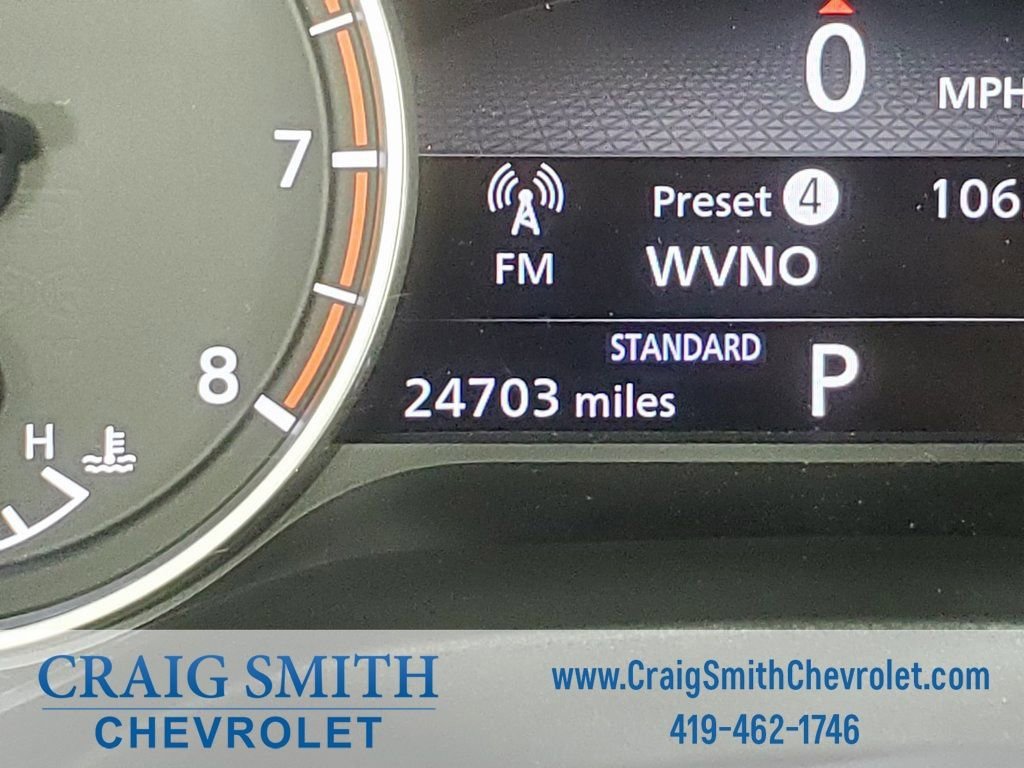 0
MPH
7
Preset 4 106
FM WVNO
STANDARD
8
24703 miles P
H
CRAIG SMITH
CHEVROLET
www.CraigSmithChevrolet.com
419-462-1746